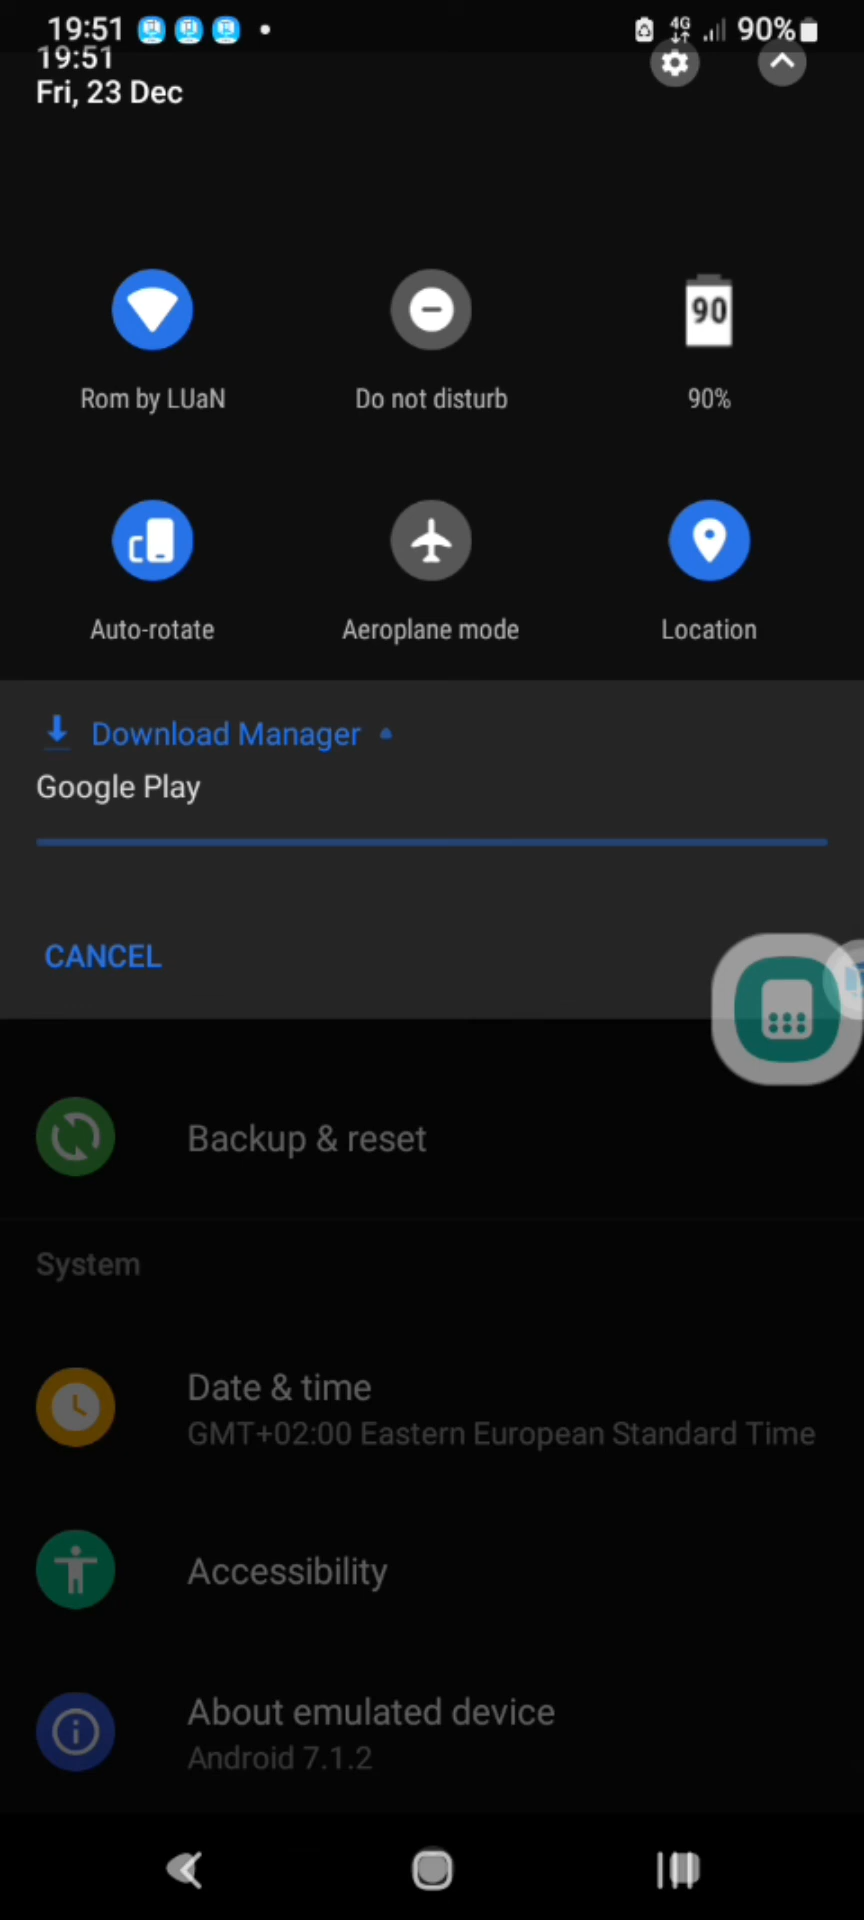 19:51
4G
90%
19:51
Fri, 23 Dec
90
Rom by LUaN
Do not disturb
90%
Auto-rotate
Aeroplane mode
Location
Download Manager
Google Play
CANCEL
Backup & reset
System
Date & time
GMT+02:00 Eastern European Standard Time
Accessibility
About emulated device
Android 7.1.2